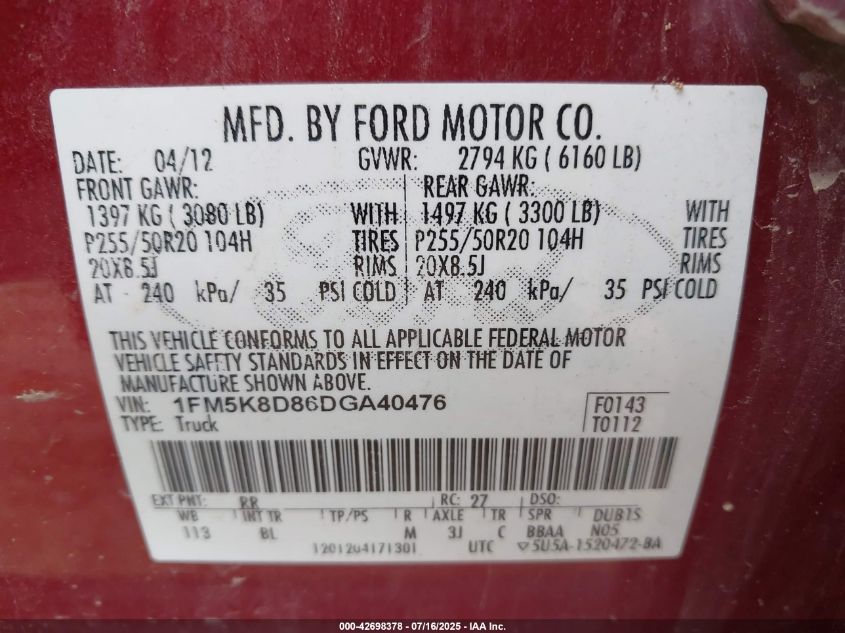 MFD. BY FORD MOTOR CO.
DATE: 04/12 GVWR: 2794 KG ( 6160 LB)
FRONT GAWR: REAR GAWR:
1397 KG ( 3080 LB) WITH 1497 KG ( 3300 LB) WITH
P255/50R20 104H TIRES P255/50R20 104H TIRES
20X8.5J RIMS 20X8.5J RIMS
AT 240 kPa/ 35 PSI COLD AT 240 kPa/ 35 PSI COLD
THIS VEHICLE CONFORMS TO ALL APPLICABLE FEDERAL MOTOR
VEHICLE SAFETY STANDARDS IN EFFECT ON THE DATE OF
MANUFACTURE SHOWN ABOVE.
VIN: 1FM5K8D86DGA40476 F0143
TYPE: Truck T0112
EXT PNT: RR RC: 27 DSO:
WB INT TR TP/PS R AXLE TR SPR DUB1S
113 BL M 3J C BBAA N05
1201204171301 UTC ▽5U5A-1520472-BA
000-42698378 - 07/16/2025 - IAA Inc.